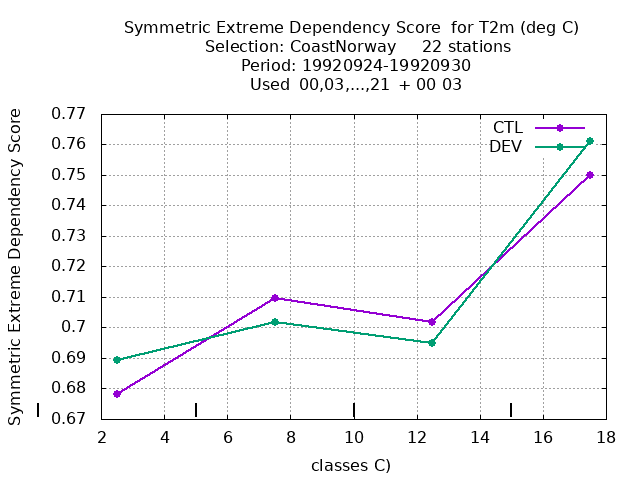 Symmetric Extreme Dependency Score  for T2m (deg C)
Selection: CoastNorway     22 stations
Period: 19920924-19920930
Used  00,03,...,21  + 00 03
Symmetric Extreme Dependency Score
0.77
0.76
0.75
0.74
0.73
0.72
0.71
0.7
0.69
0.68
0.67
CTL
DEV
2 4 6 8 10 12 14 16 18
classes C)